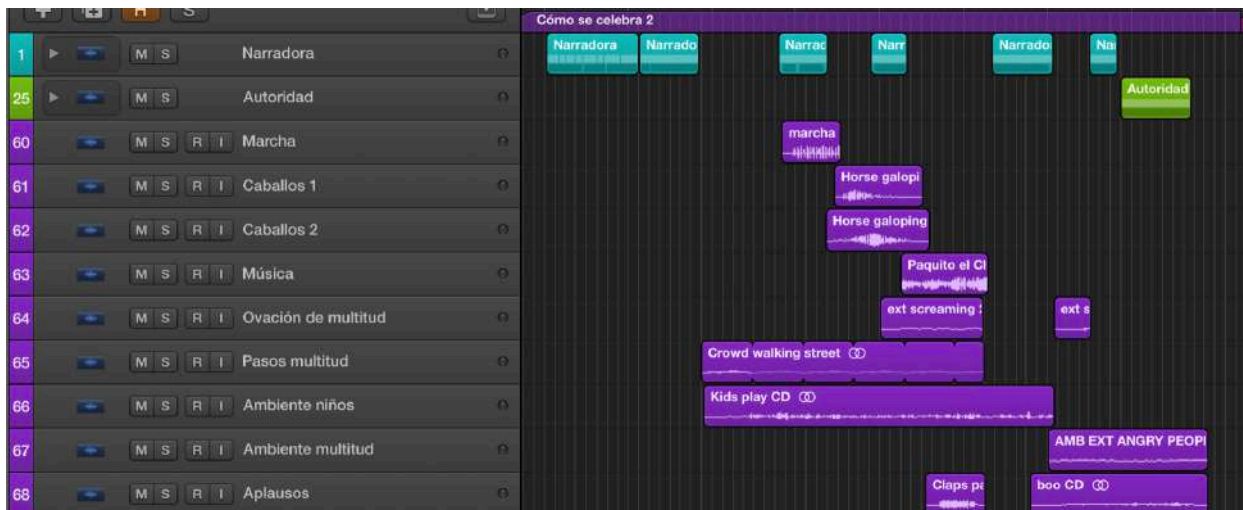 R S
Cómo se celebra 2
1 M S Narradora
Narradora Narrado Narrac Narr Narrado Nar
25 M S Autoridad
Autoridad
60 M S R I Marcha
marcha
61 M S R I Caballos 1
Horse galopi
62 M S R I Caballos 2
Horse galoping
63 M S R I Música
Paquito el Cl
64 M S R I Ovación de multitud
ext screaming 2 ext s
65 M S R I Pasos multitud
Crowd walking street
66 M S R I Ambiente niños
Kids play CD
67 M S R I Ambiente multitud
AMB EXT ANGRY PEOPI
68 M S R I Aplausos
Claps pa boo CD